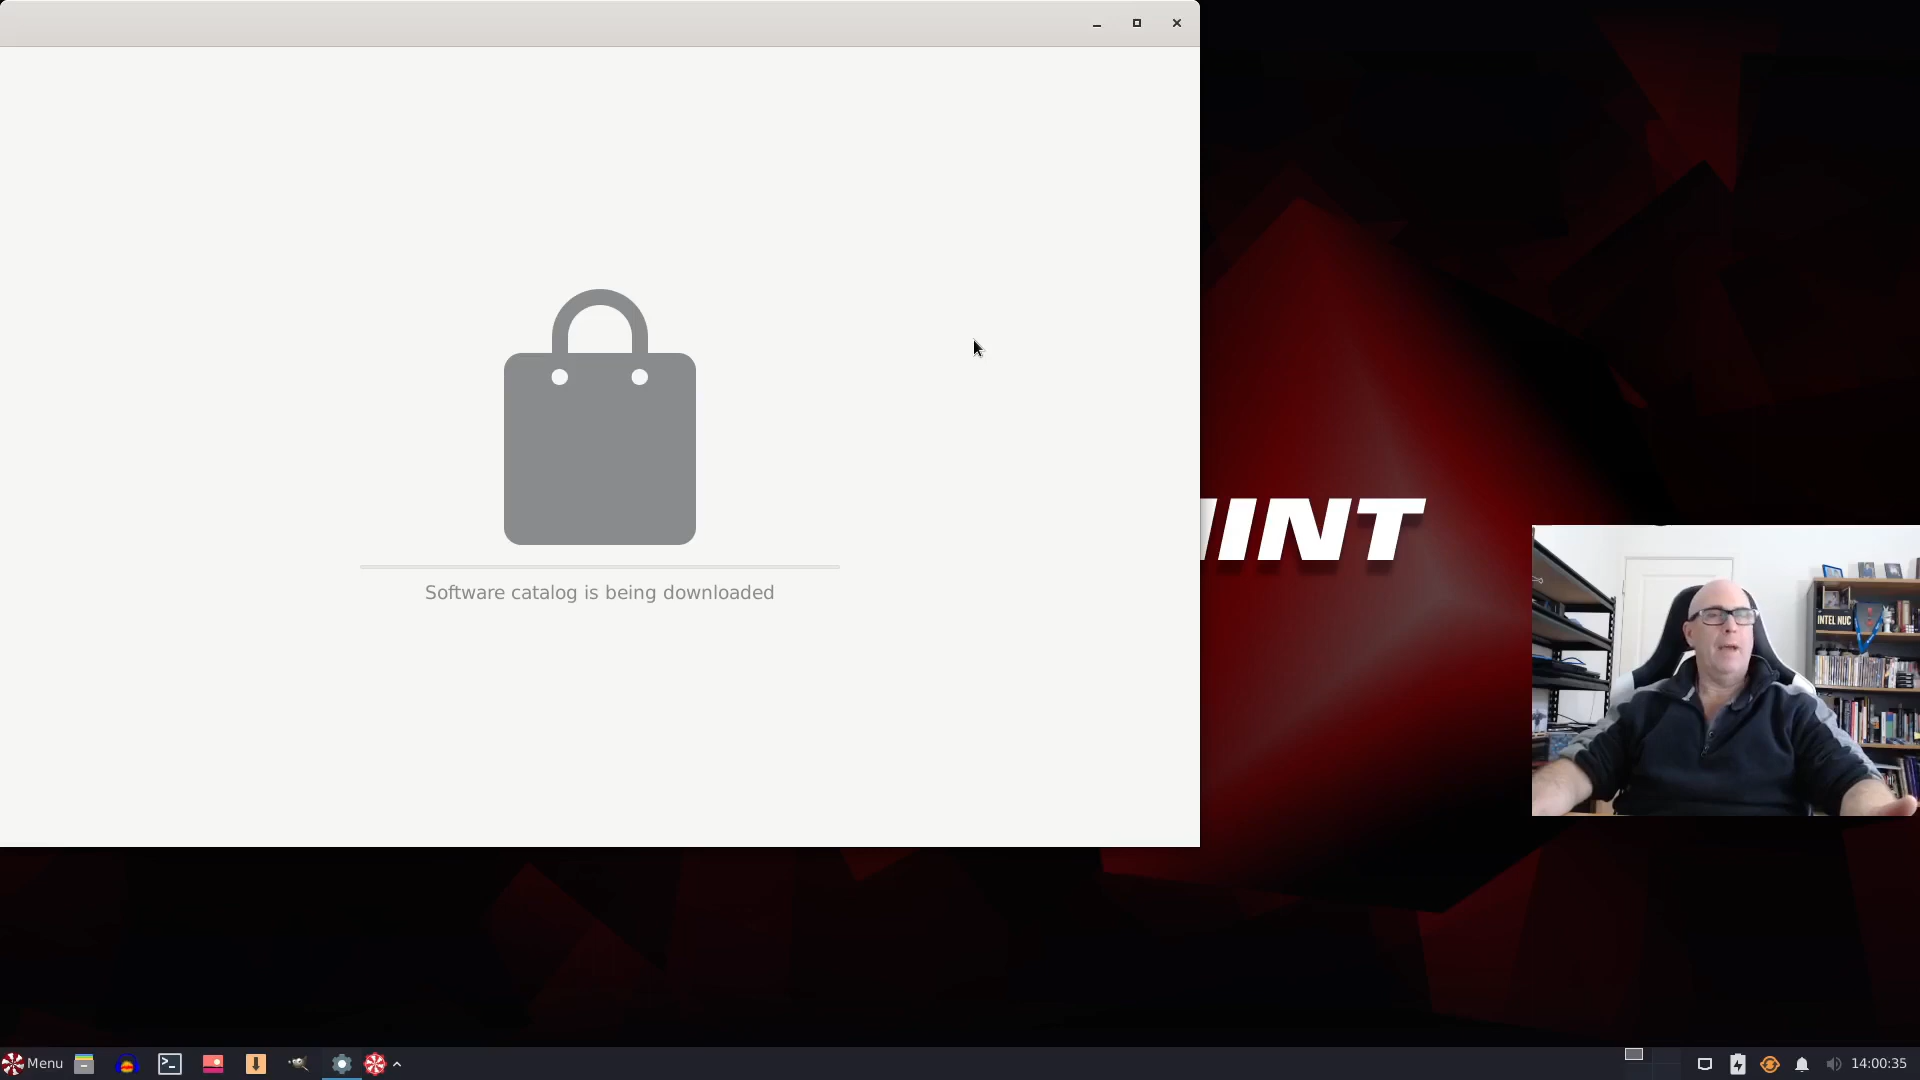 INT
Software catalog is being downloaded
INTEL NUC
Menu
14:00:35